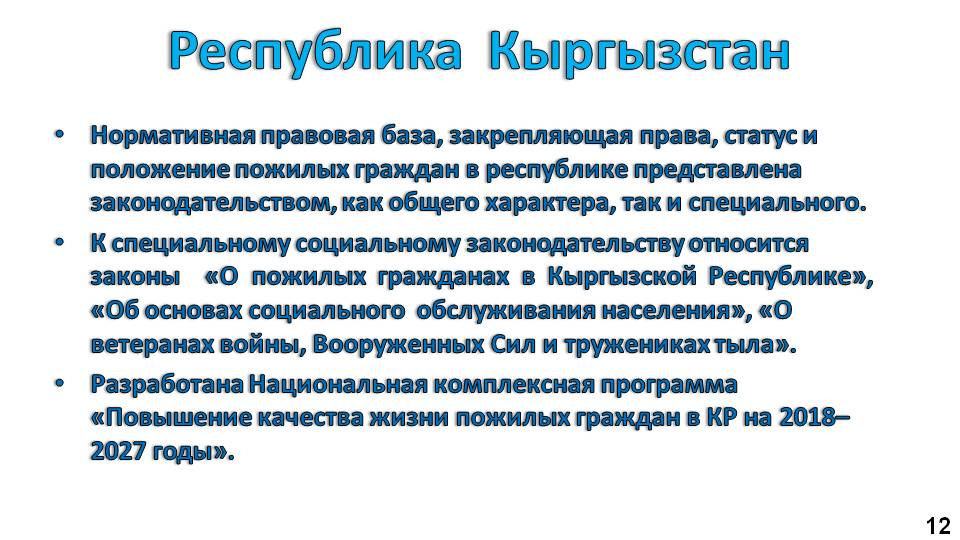 Республика Кыргызстан
• Нормативная правовая база, закрепляющая права, статус и
положение пожилых граждан в республике представлена
законодательством, как общего характера, так и специального.
• К специальному социальному законодательству относится
законы «О пожилых гражданах в Кыргызской Республике»,
«Об основах социального обслуживания населения», «О
ветеранах войны, Вооруженных Сил и тружениках тыла».
• Разработана Национальная комплексная программа
«Повышение качества жизни пожилых граждан в КР на 2018–
2027 годы».
12